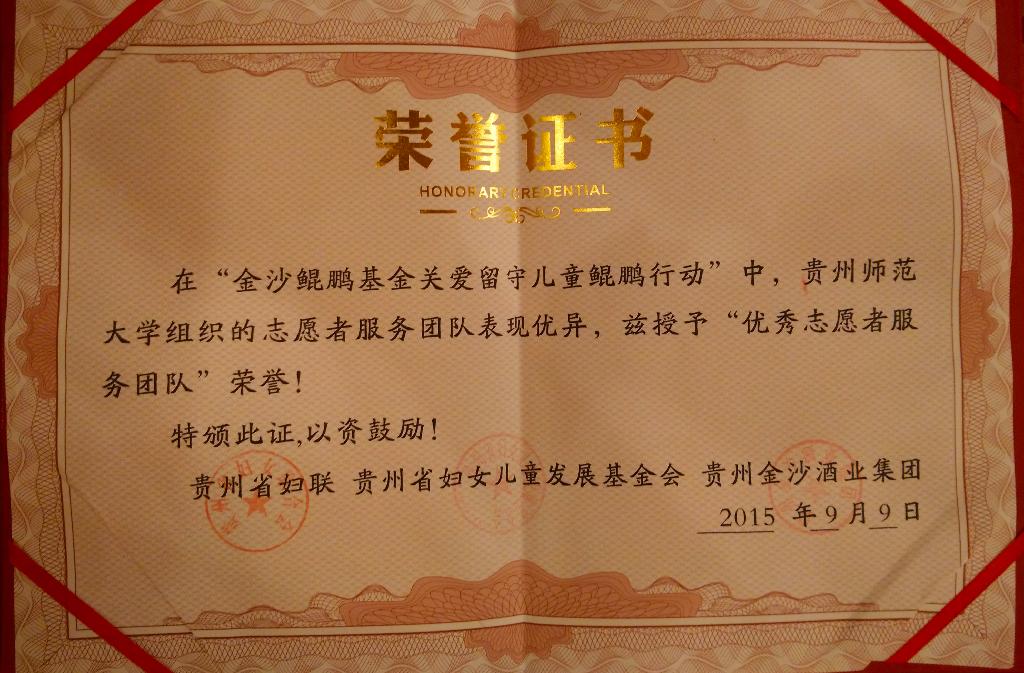 荣誉证书
HONORARY CREDENTIAL
在“金沙鲲鹏基金关爱留守儿童鲲鹏行动”中，贵州师范
大学组织的志愿者服务团队表现优异，兹授予“优秀志愿者服
务团队”荣誉！
特颁此证,以资鼓励！
贵州省妇联 贵州省妇女儿童发展基金会 贵州金沙酒业集团
2015 年 9 月 9 日